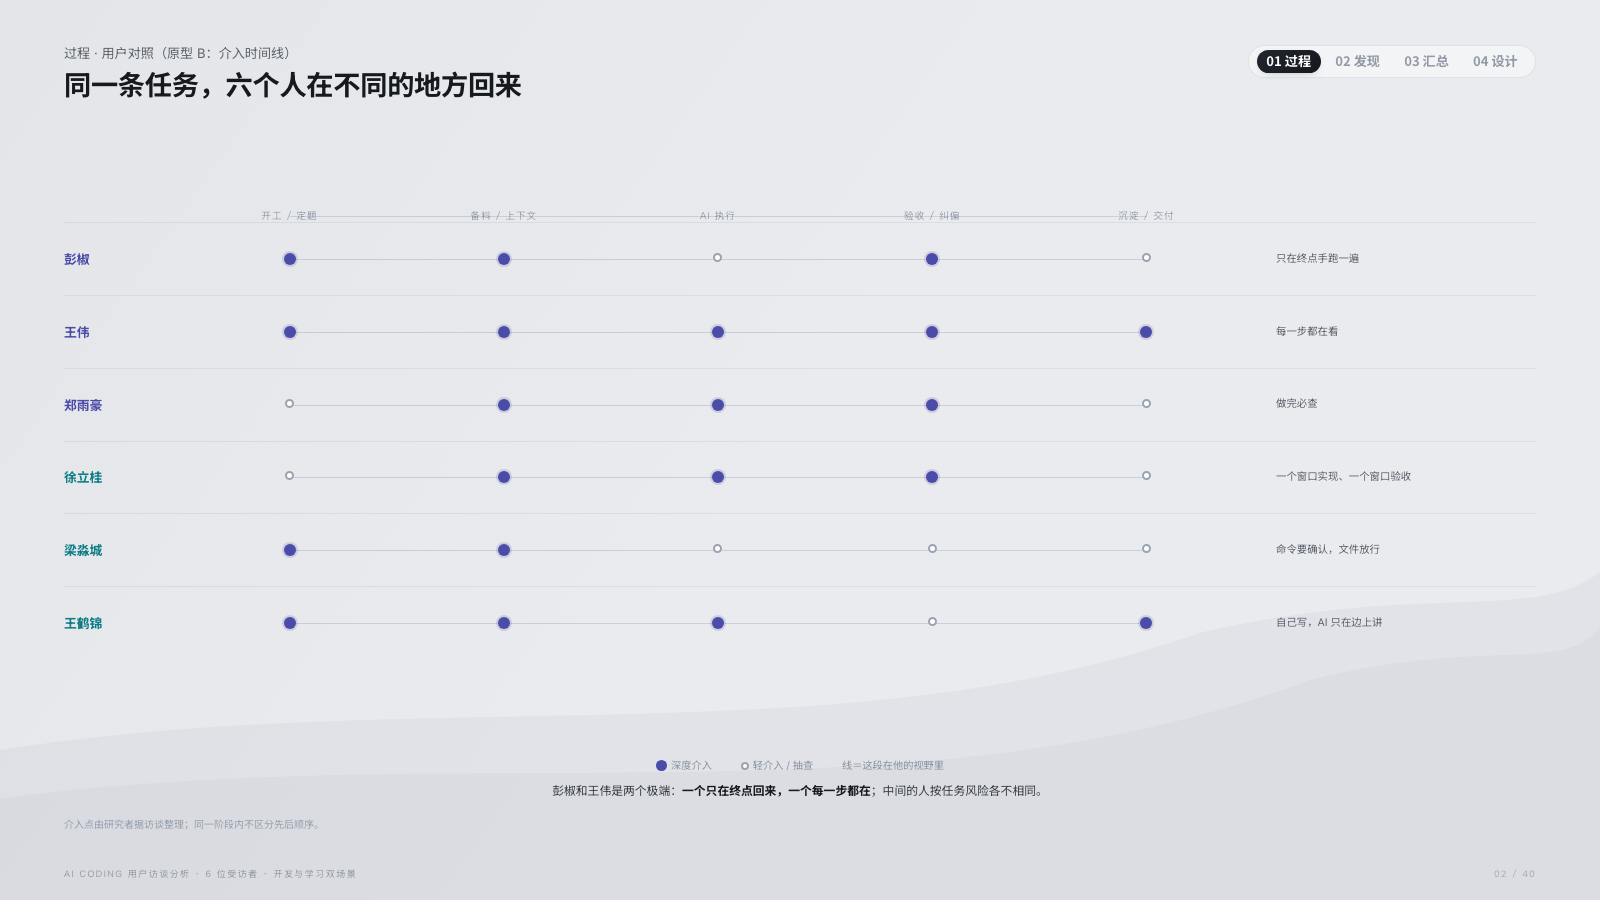 过程 · 用户对照（原型 B：介入时间线）
同一条任务，六个人在不同的地方回来
01 过程 02 发现 03 汇总 04 设计
开工 / 定题 备料 / 上下文 AI 执行 验收 / 纠偏 沉淀 / 交付
彭椒 只在终点手跑一遍
王伟 每一步都在看
郑雨豪 做完必查
徐立桂 一个窗口实现、一个窗口验收
梁淼城 命令要确认，文件放行
王鹤锦 自己写，AI 只在边上讲
深度介入 轻介入 / 抽查 线＝这段在他的视野里
彭椒和王伟是两个极端：一个只在终点回来，一个每一步都在；中间的人按任务风险各不相同。
介入点由研究者据访谈整理；同一阶段内不区分先后顺序。
AI CODING 用户访谈分析 · 6 位受访者 · 开发与学习双场景
02 / 40